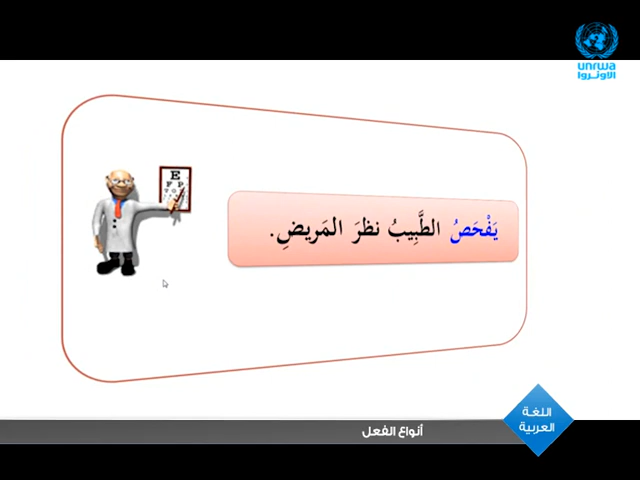 unrwa
الأونروا
E
F P
يَفْحَصُ الطَّبِيبُ نظرَ المَريضِ.
اللغة
العربية
أنواع الفعل